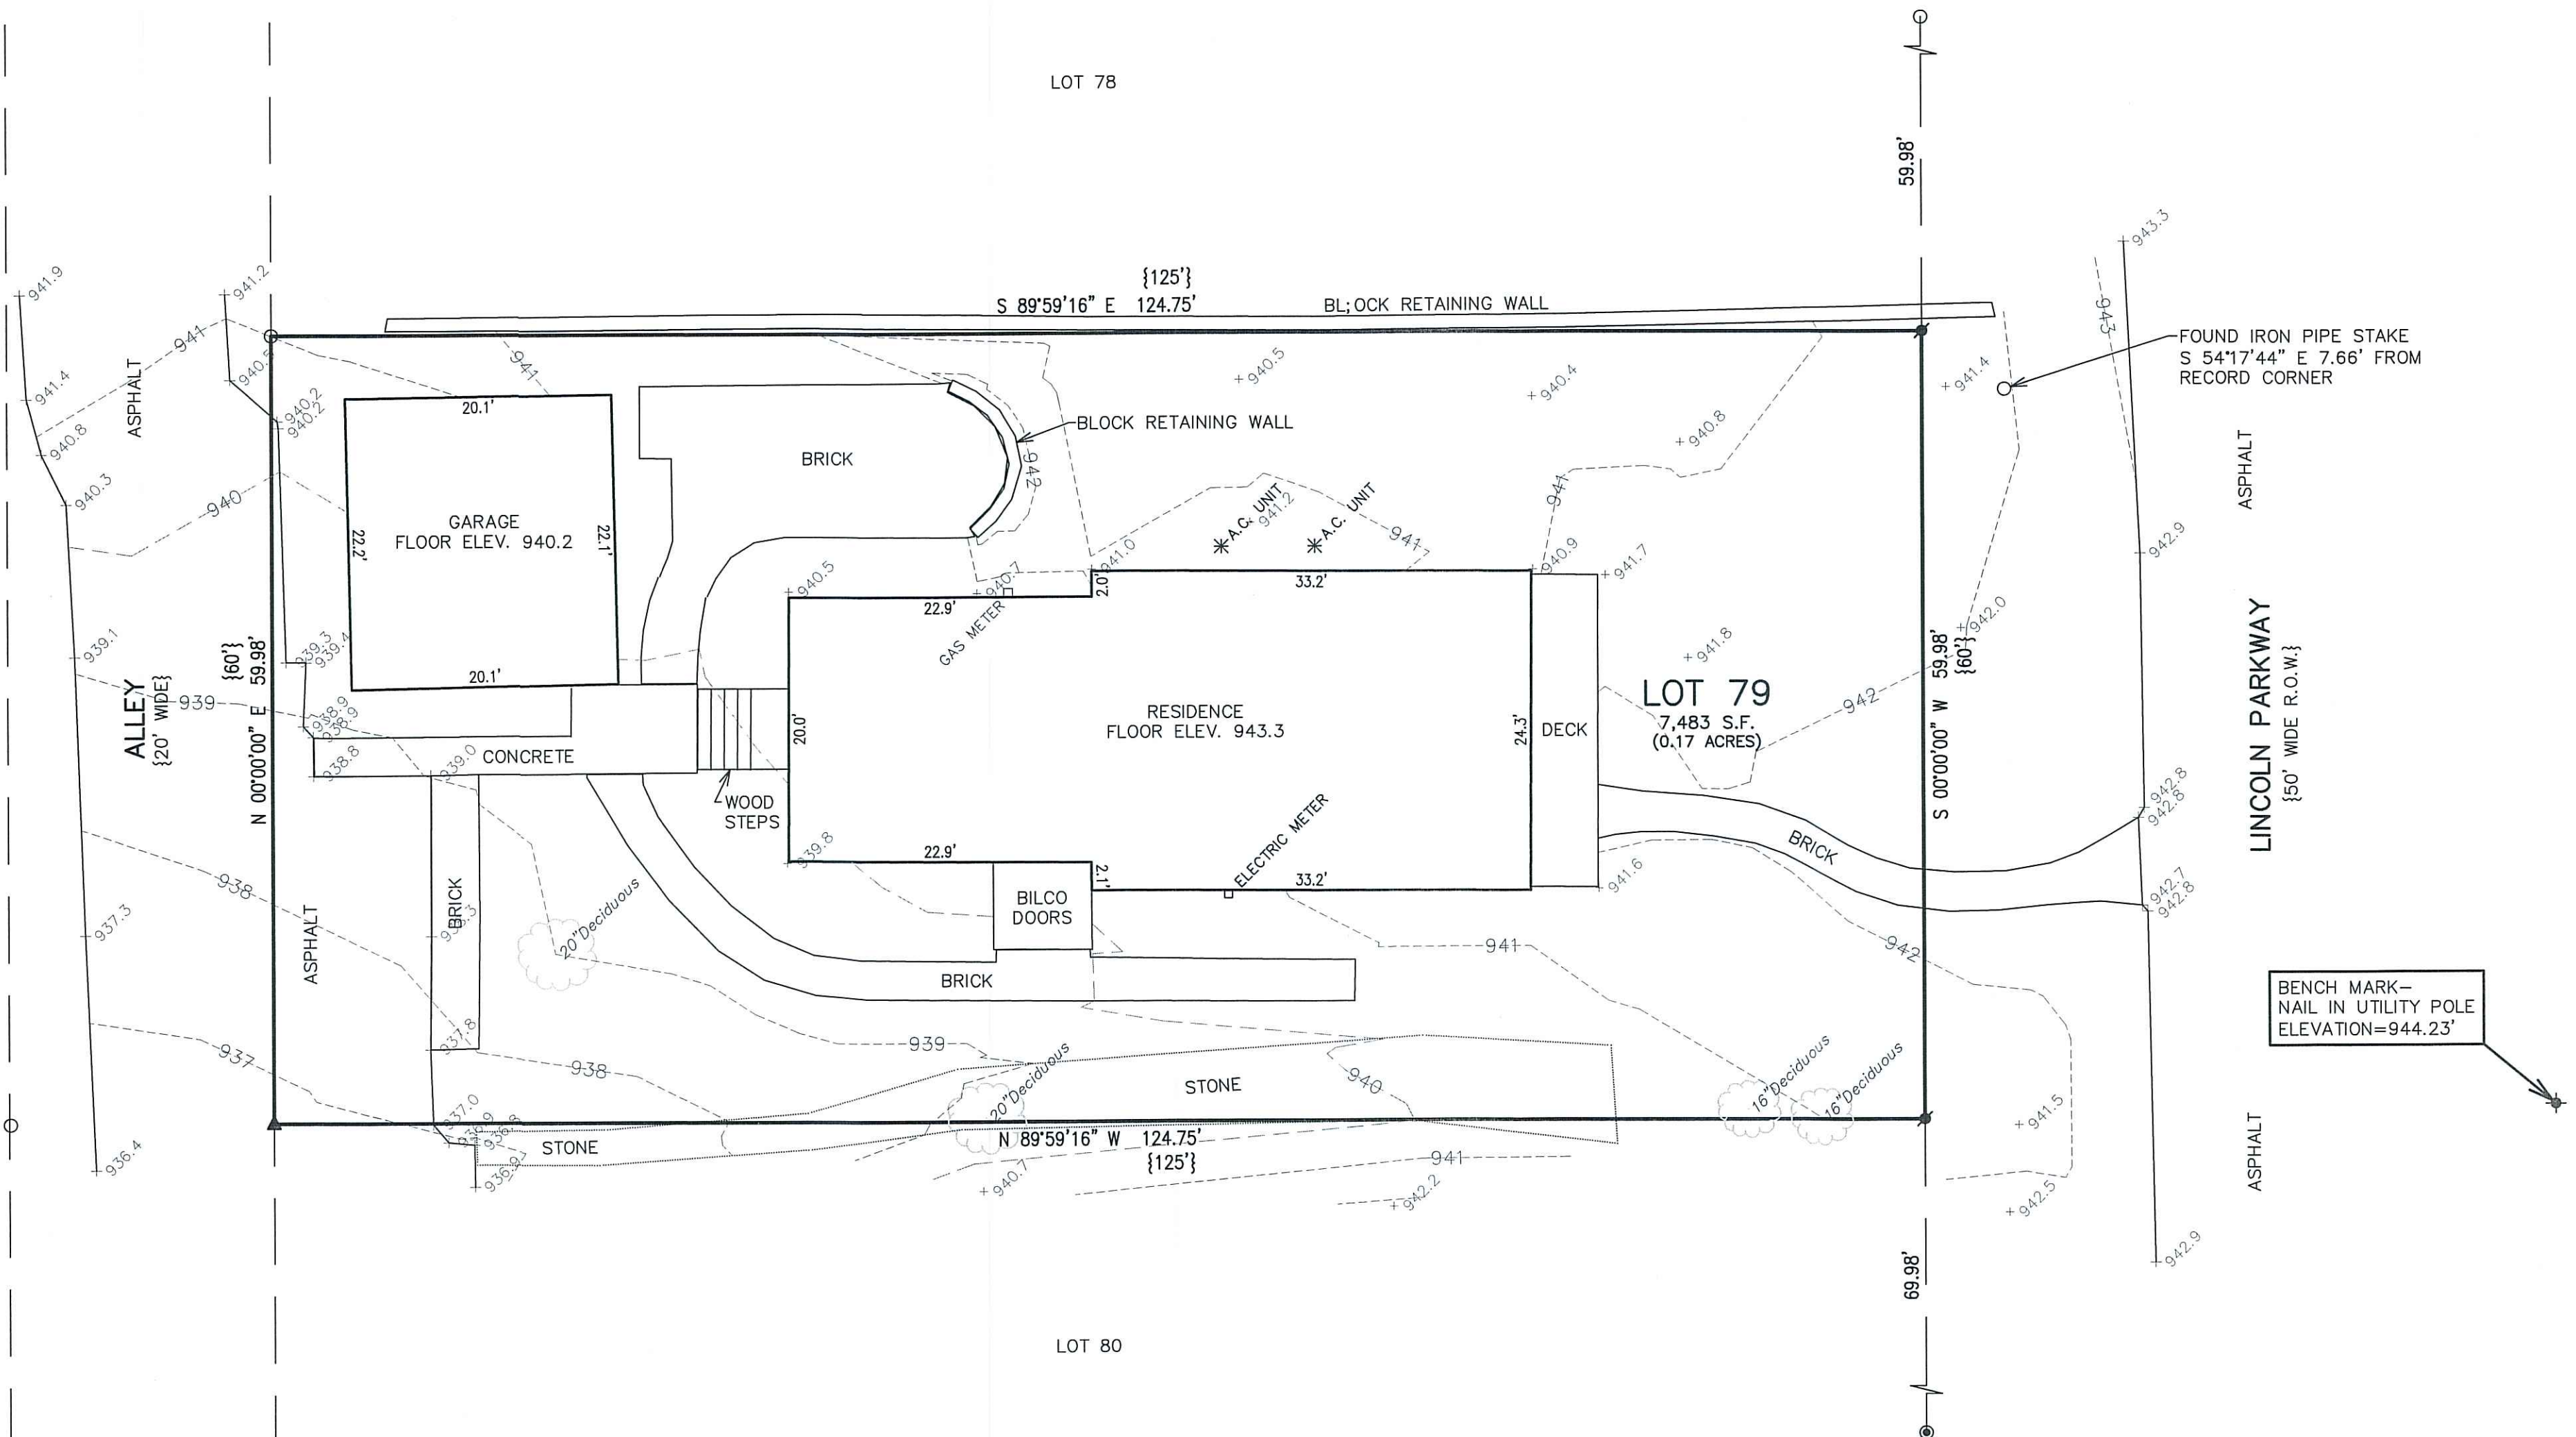 LOT 78
59.98'
943.3
941.9
941.2
{125'}
S 89°59'16" E 124.75'
BL;OCK RETAINING WALL
943
941
ASPHALT
941
FOUND IRON PIPE STAKE
S 54°17'44" E 7.66' FROM
RECORD CORNER
940.5
940.4
941.4
941.4
940.2
940.2
20.1'
BLOCK RETAINING WALL
940.8
940.8
BRICK
942
ASPHALT
940.3
940
GARAGE
FLOOR ELEV. 940.2
22.2'
22.1'
A.C. UNIT
941.2
A.C. UNIT
941
941
942.9
940.5
940.7
941.0
2.0'
33.2'
940.9
941.7
22.9'
GAS METER
942.0
939.1
939.3
939.4
20.1'
941.8
ALLEY
{20' WIDE}
{60'}
N 00°00'00" E 59.98'
939
938.9
938.9
938.8
939.0
CONCRETE
20.0'
RESIDENCE
FLOOR ELEV. 943.3
24.3'
DECK
LOT 79
7,483 S.F.
(0.17 ACRES)
942
S 00°00'00" W 59.98'
{60'}
LINCOLN PARKWAY
{50' WIDE R.O.W.}
WOOD
STEPS
942.8
942.8
939.8
22.9'
2.1'
ELECTRIC METER
33.2'
BRICK
941.6
942.7
942.8
938
937.3
ASPHALT
BRICK
20"Deciduous
BILCO
DOORS
941
942
BRICK
BENCH MARK–
NAIL IN UTILITY POLE
ELEVATION=944.23'
937.8
937
938
939
20"Deciduous
STONE
940
16"Deciduous
16"Deciduous
941.5
ASPHALT
937.0
936.8
STONE
936.9
936.4
N 89°59'16" W 124.75'
{125'}
941
940.7
942.2
942.5
942.9
69.98'
LOT 80